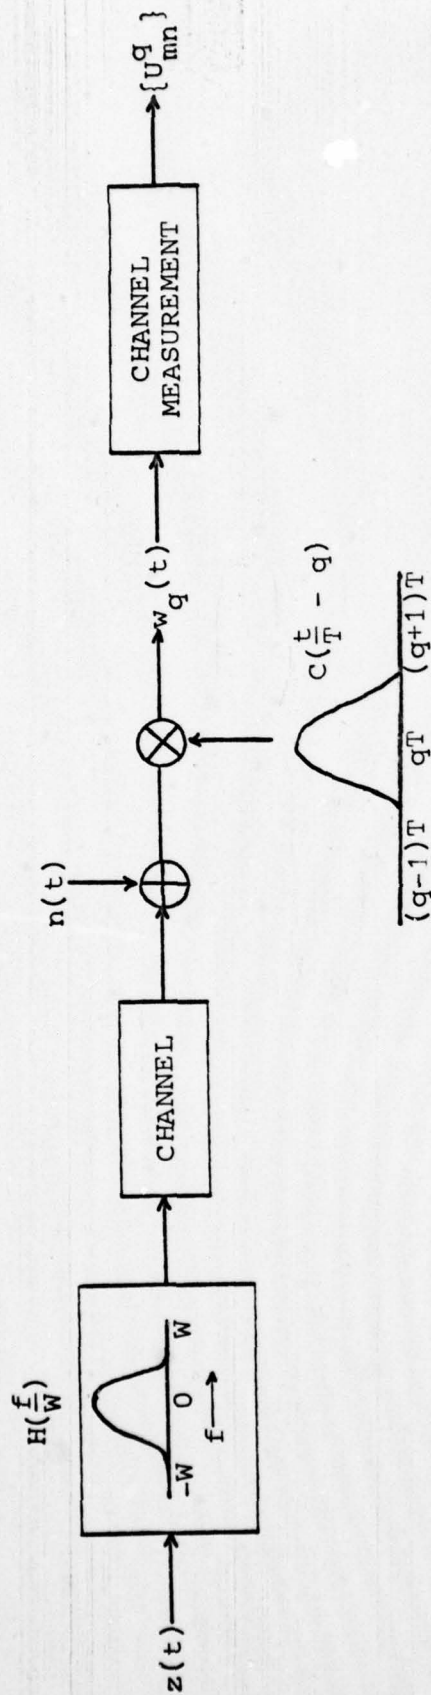 z(t)
H(f/W)
-W 0 W
f
CHANNEL
n(t)
w_q(t)
C(t/T - q)
(q-1)T qT (q+1)T
CHANNEL
MEASUREMENT
{U^q_mn}